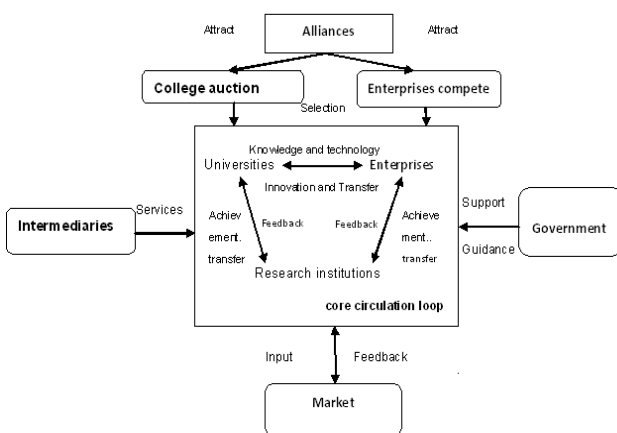 Attract
Alliances
Attract
College auction
Enterprises compete
Selection
Knowledge and technology
Universities
Enterprises
Innovation and Transfer
Services
Intermediaries
Achiev
ement..
transfer
Feedback
Feedback
Achieve
ment..
transfer
Support
Government
Guidance
Research institutions
core circulation loop
Input
Feedback
Market